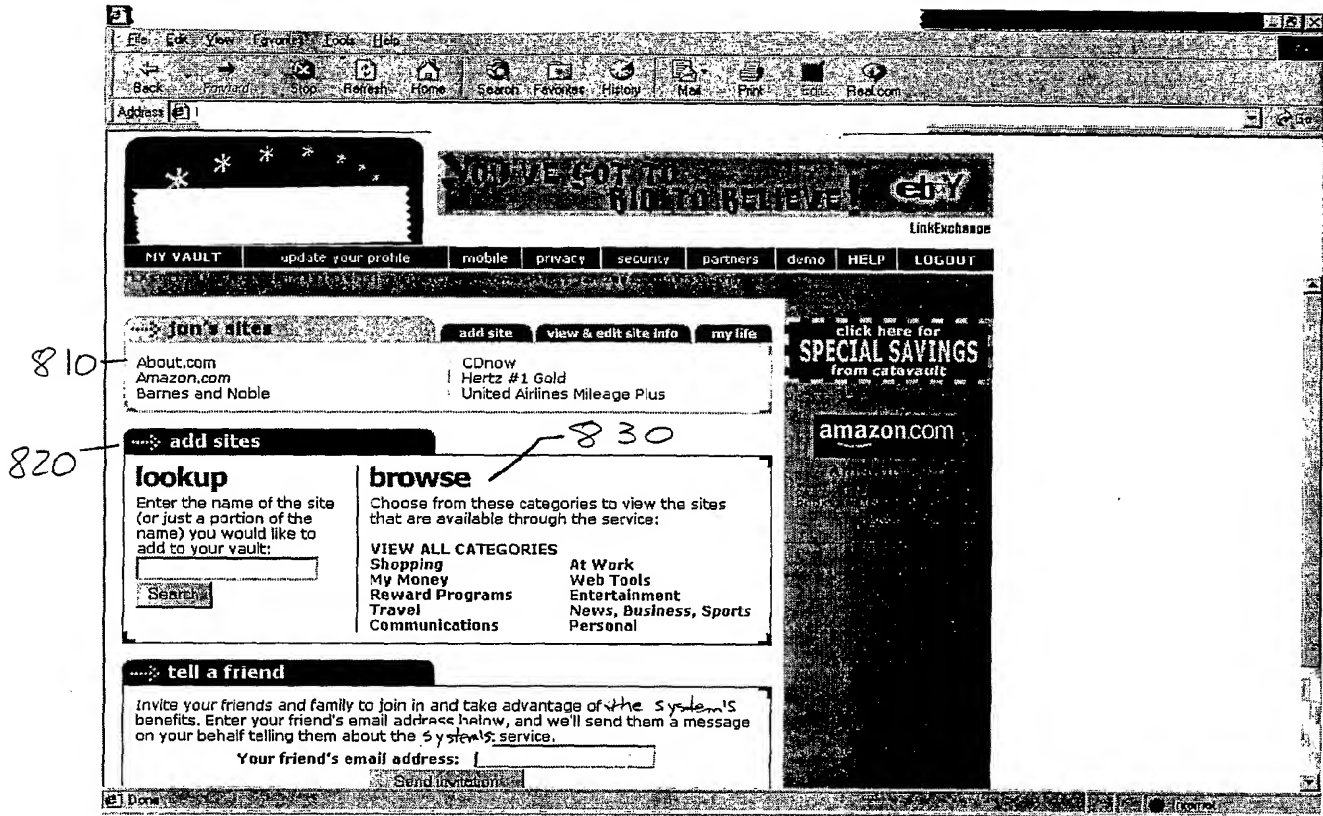 File Edit View Favorites Tools Help
Back Forward Stop Refresh Home Search Favorites History Mail Print Edit Real.com
Address Go
YOU'VE GOT TO
BID TO BELIEVE! ebY
LinkExchange
MY VAULT update your profile mobile privacy security partners demo HELP LOGOUT
jon's sites add site view & edit site info my life
810
About.com CDnow
Amazon.com Hertz #1 Gold
Barnes and Noble United Airlines Mileage Plus
click here for
SPECIAL SAVINGS
from catavault
amazon.com
820 add sites 830
lookup browse
Enter the name of the site Choose from these categories to view the sites
(or just a portion of the that are available through the service:
name) you would like to
add to your vault: VIEW ALL CATEGORIES
Shopping At Work
My Money Web Tools
Search Reward Programs Entertainment
Travel News, Business, Sports
Communications Personal
tell a friend
Invite your friends and family to join in and take advantage of the System's
benefits. Enter your friend's email address below, and we'll send them a message
on your behalf telling them about the System's service.
Your friend's email address:
Send invitation
Done